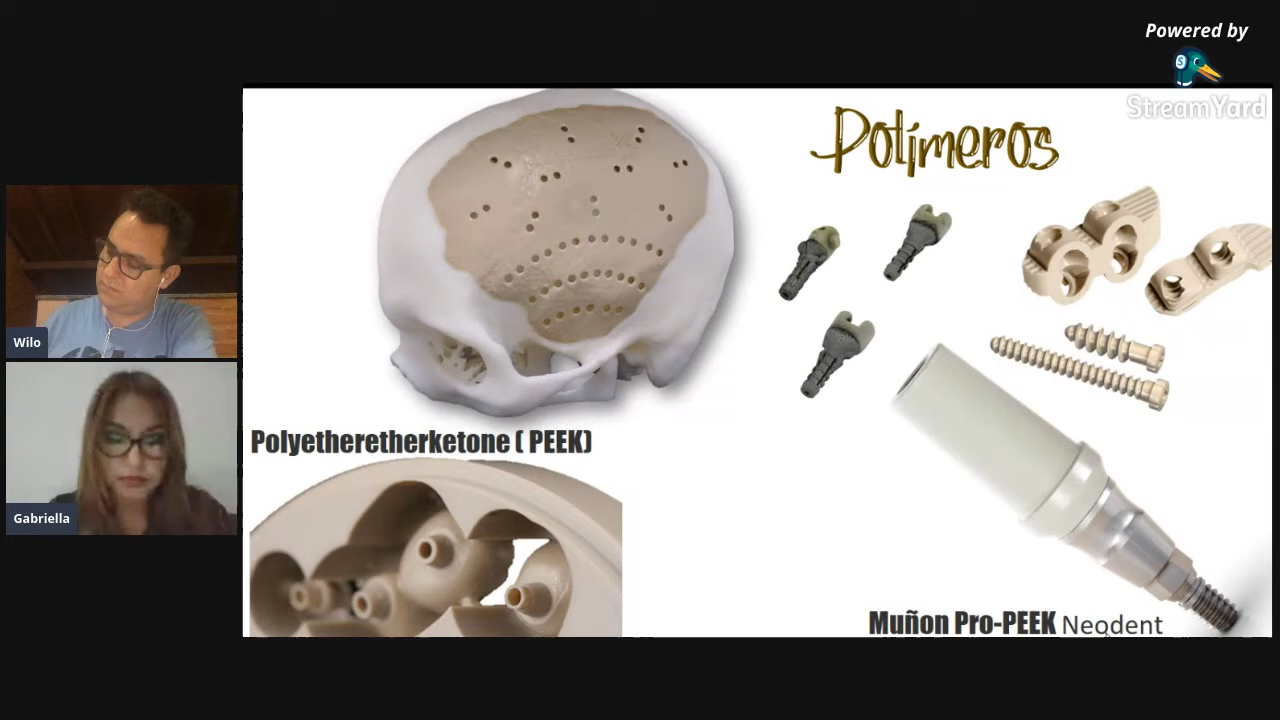 Powered by
StreamYard
Polímeros
Wilo
Polyetheretherketone ( PEEK)
Gabriella
Muñon Pro-PEEK Neodent